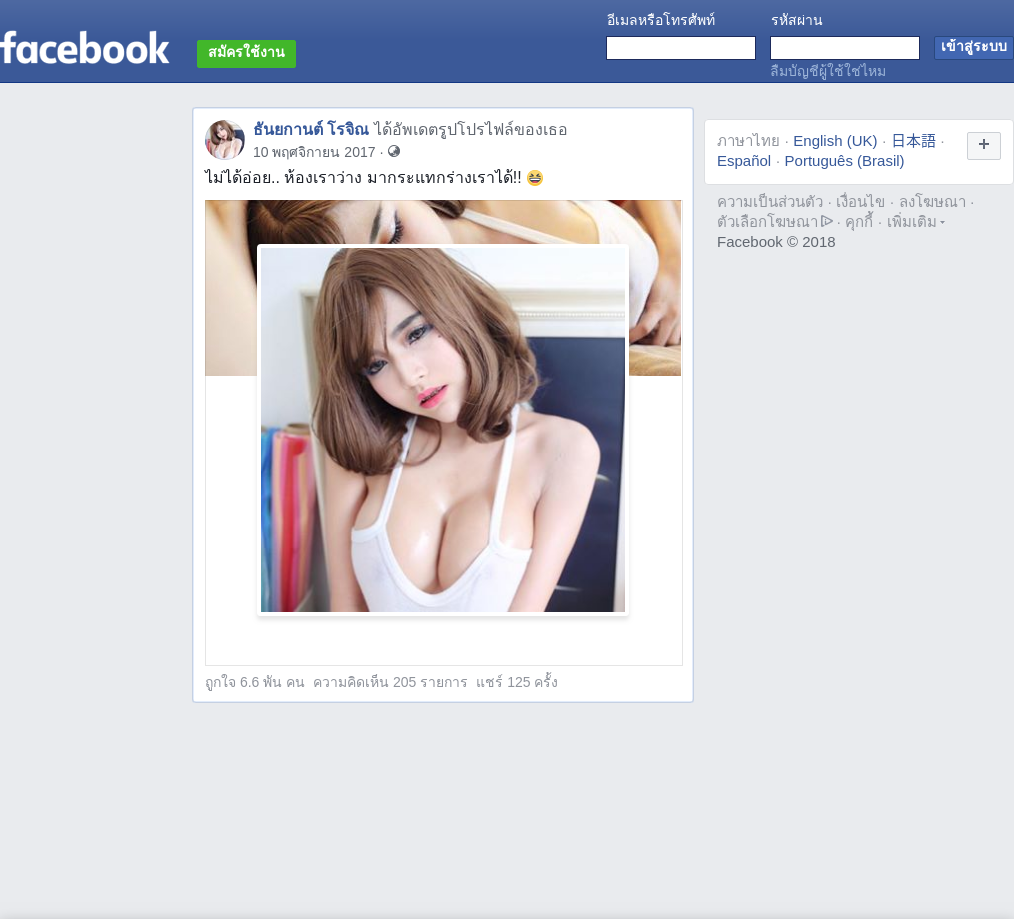 facebook
สมัครใช้งาน
อีเมลหรือโทรศัพท์
รหัสผ่าน
เข้าสู่ระบบ
ลืมบัญชีผู้ใช้ใช่ไหม
ธันยกานต์ โรจิณ ได้อัพเดตรูปโปรไฟล์ของเธอ
10 พฤศจิกายน 2017 ·
ไม่ได้อ่อย.. ห้องเราว่าง มากระแทกร่างเราได้!! 😆
ถูกใจ 6.6 พัน คน ความคิดเห็น 205 รายการ แชร์ 125 ครั้ง
ภาษาไทย · English (UK) · 日本語 ·
Español · Português (Brasil)
+
ความเป็นส่วนตัว · เงื่อนไข · ลงโฆษณา ·
ตัวเลือกโฆษณา · คุกกี้ · เพิ่มเติม
Facebook © 2018